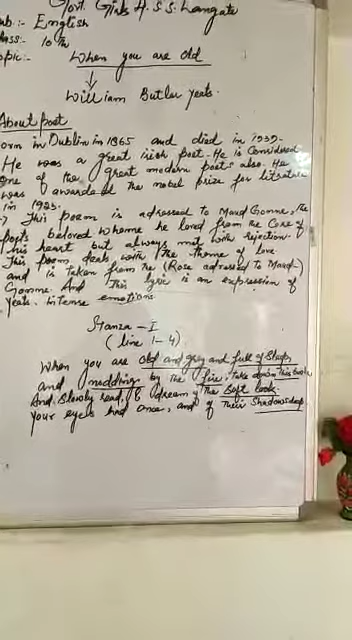 Govt. Girls H.S.S. Langate
ub:- English
lass:- 10th
opic:-
When you are old
William Butler Yeats.
About poet
orn in Dublin in 1865 and died in 1939.
He was a great irish poet. He is Considered
One of the great modern poets also. He
was awarded the nobel prize for literature
in 1923.
→ This poem is adressed to Maud Gonne, the
poets beloved whome he loved from the Core of
his heart but always met with rejection.
This poem deals with the theme of love
and is taken from the (Rose adressed to Maud-
Gonne. And This lyric is an expression of
Yeats. intense emotions.
Stanza - I
(line 1-4)
When you are old and grey and full of Sleep
and nodding by the fire, take down this book,
And Slowly read, & dream of the Soft look
Your eyes had once, and of their Shadows deep